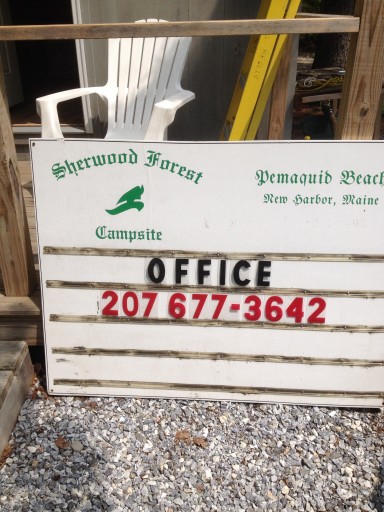 Sherwood Forest
Campsite
Pemaquid Beach
New Harbor, Maine
OFFICE
207 677-3642